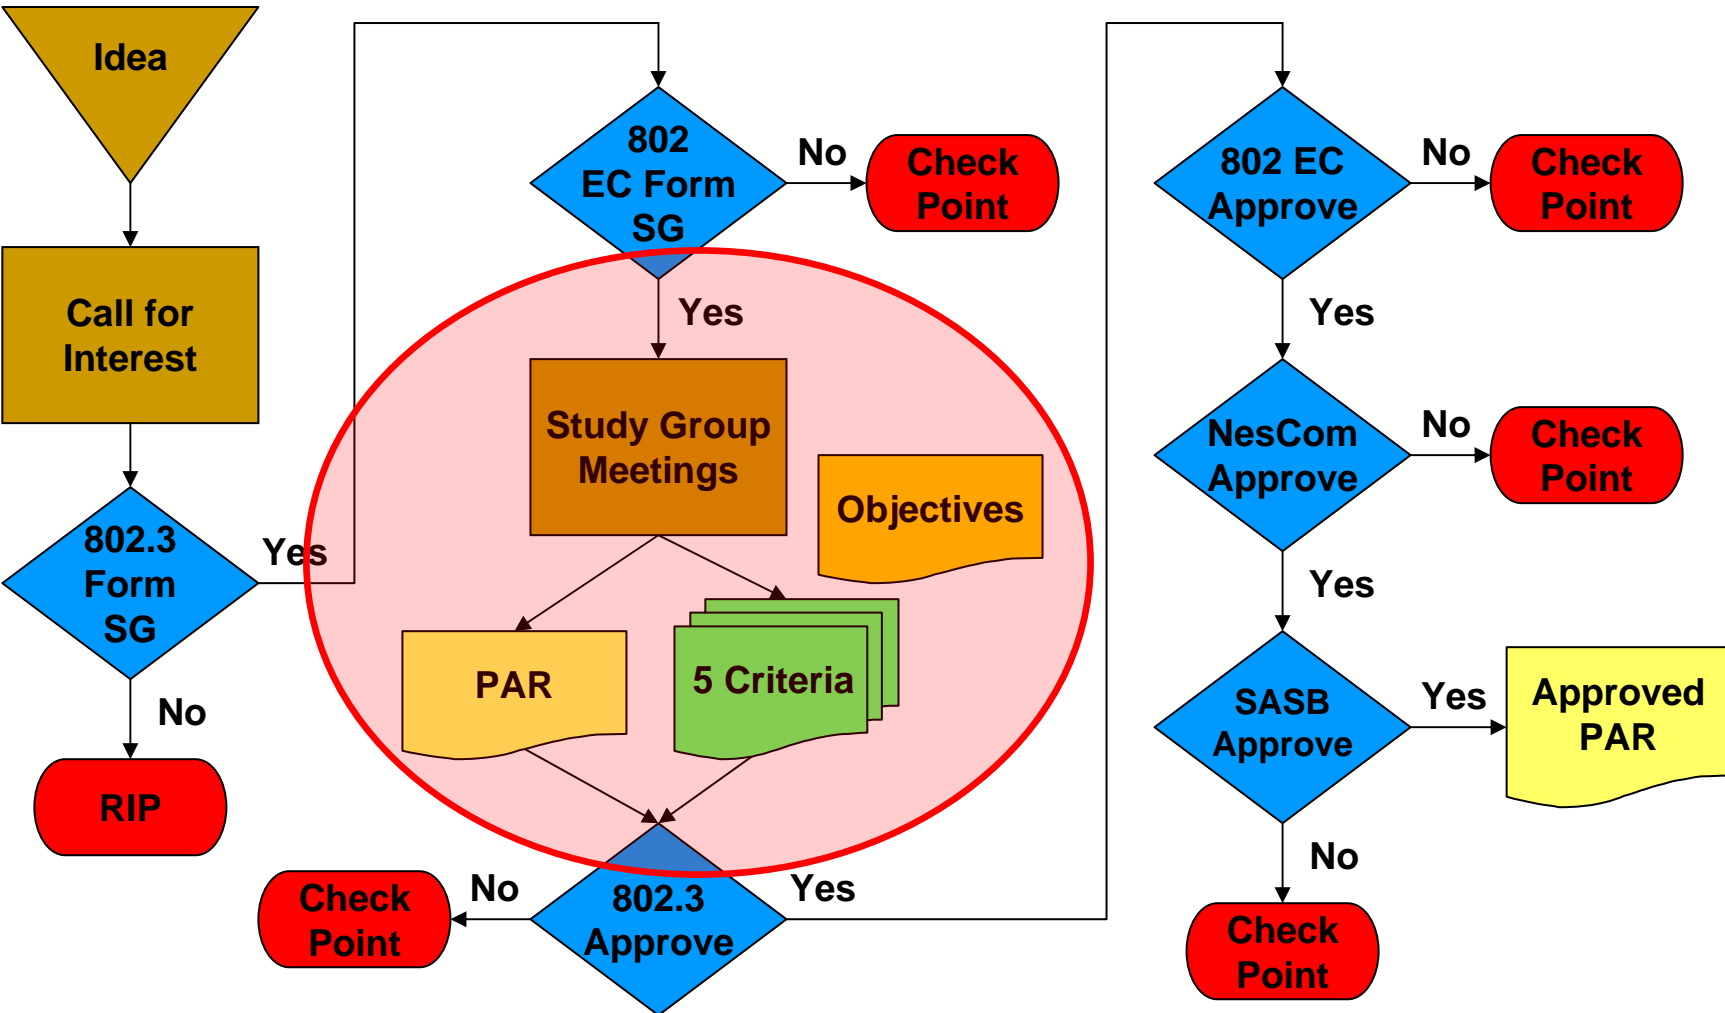 Idea
Call for
Interest
802.3
Form
SG
Yes
No
RIP
802
EC Form
SG
No
Check
Point
Yes
Study Group
Meetings
Objectives
PAR
5 Criteria
802.3
Approve
No
Check
Point
Yes
802 EC
Approve
No
Check
Point
Yes
NesCom
Approve
No
Check
Point
Yes
SASB
Approve
Yes
Approved
PAR
No
Check
Point